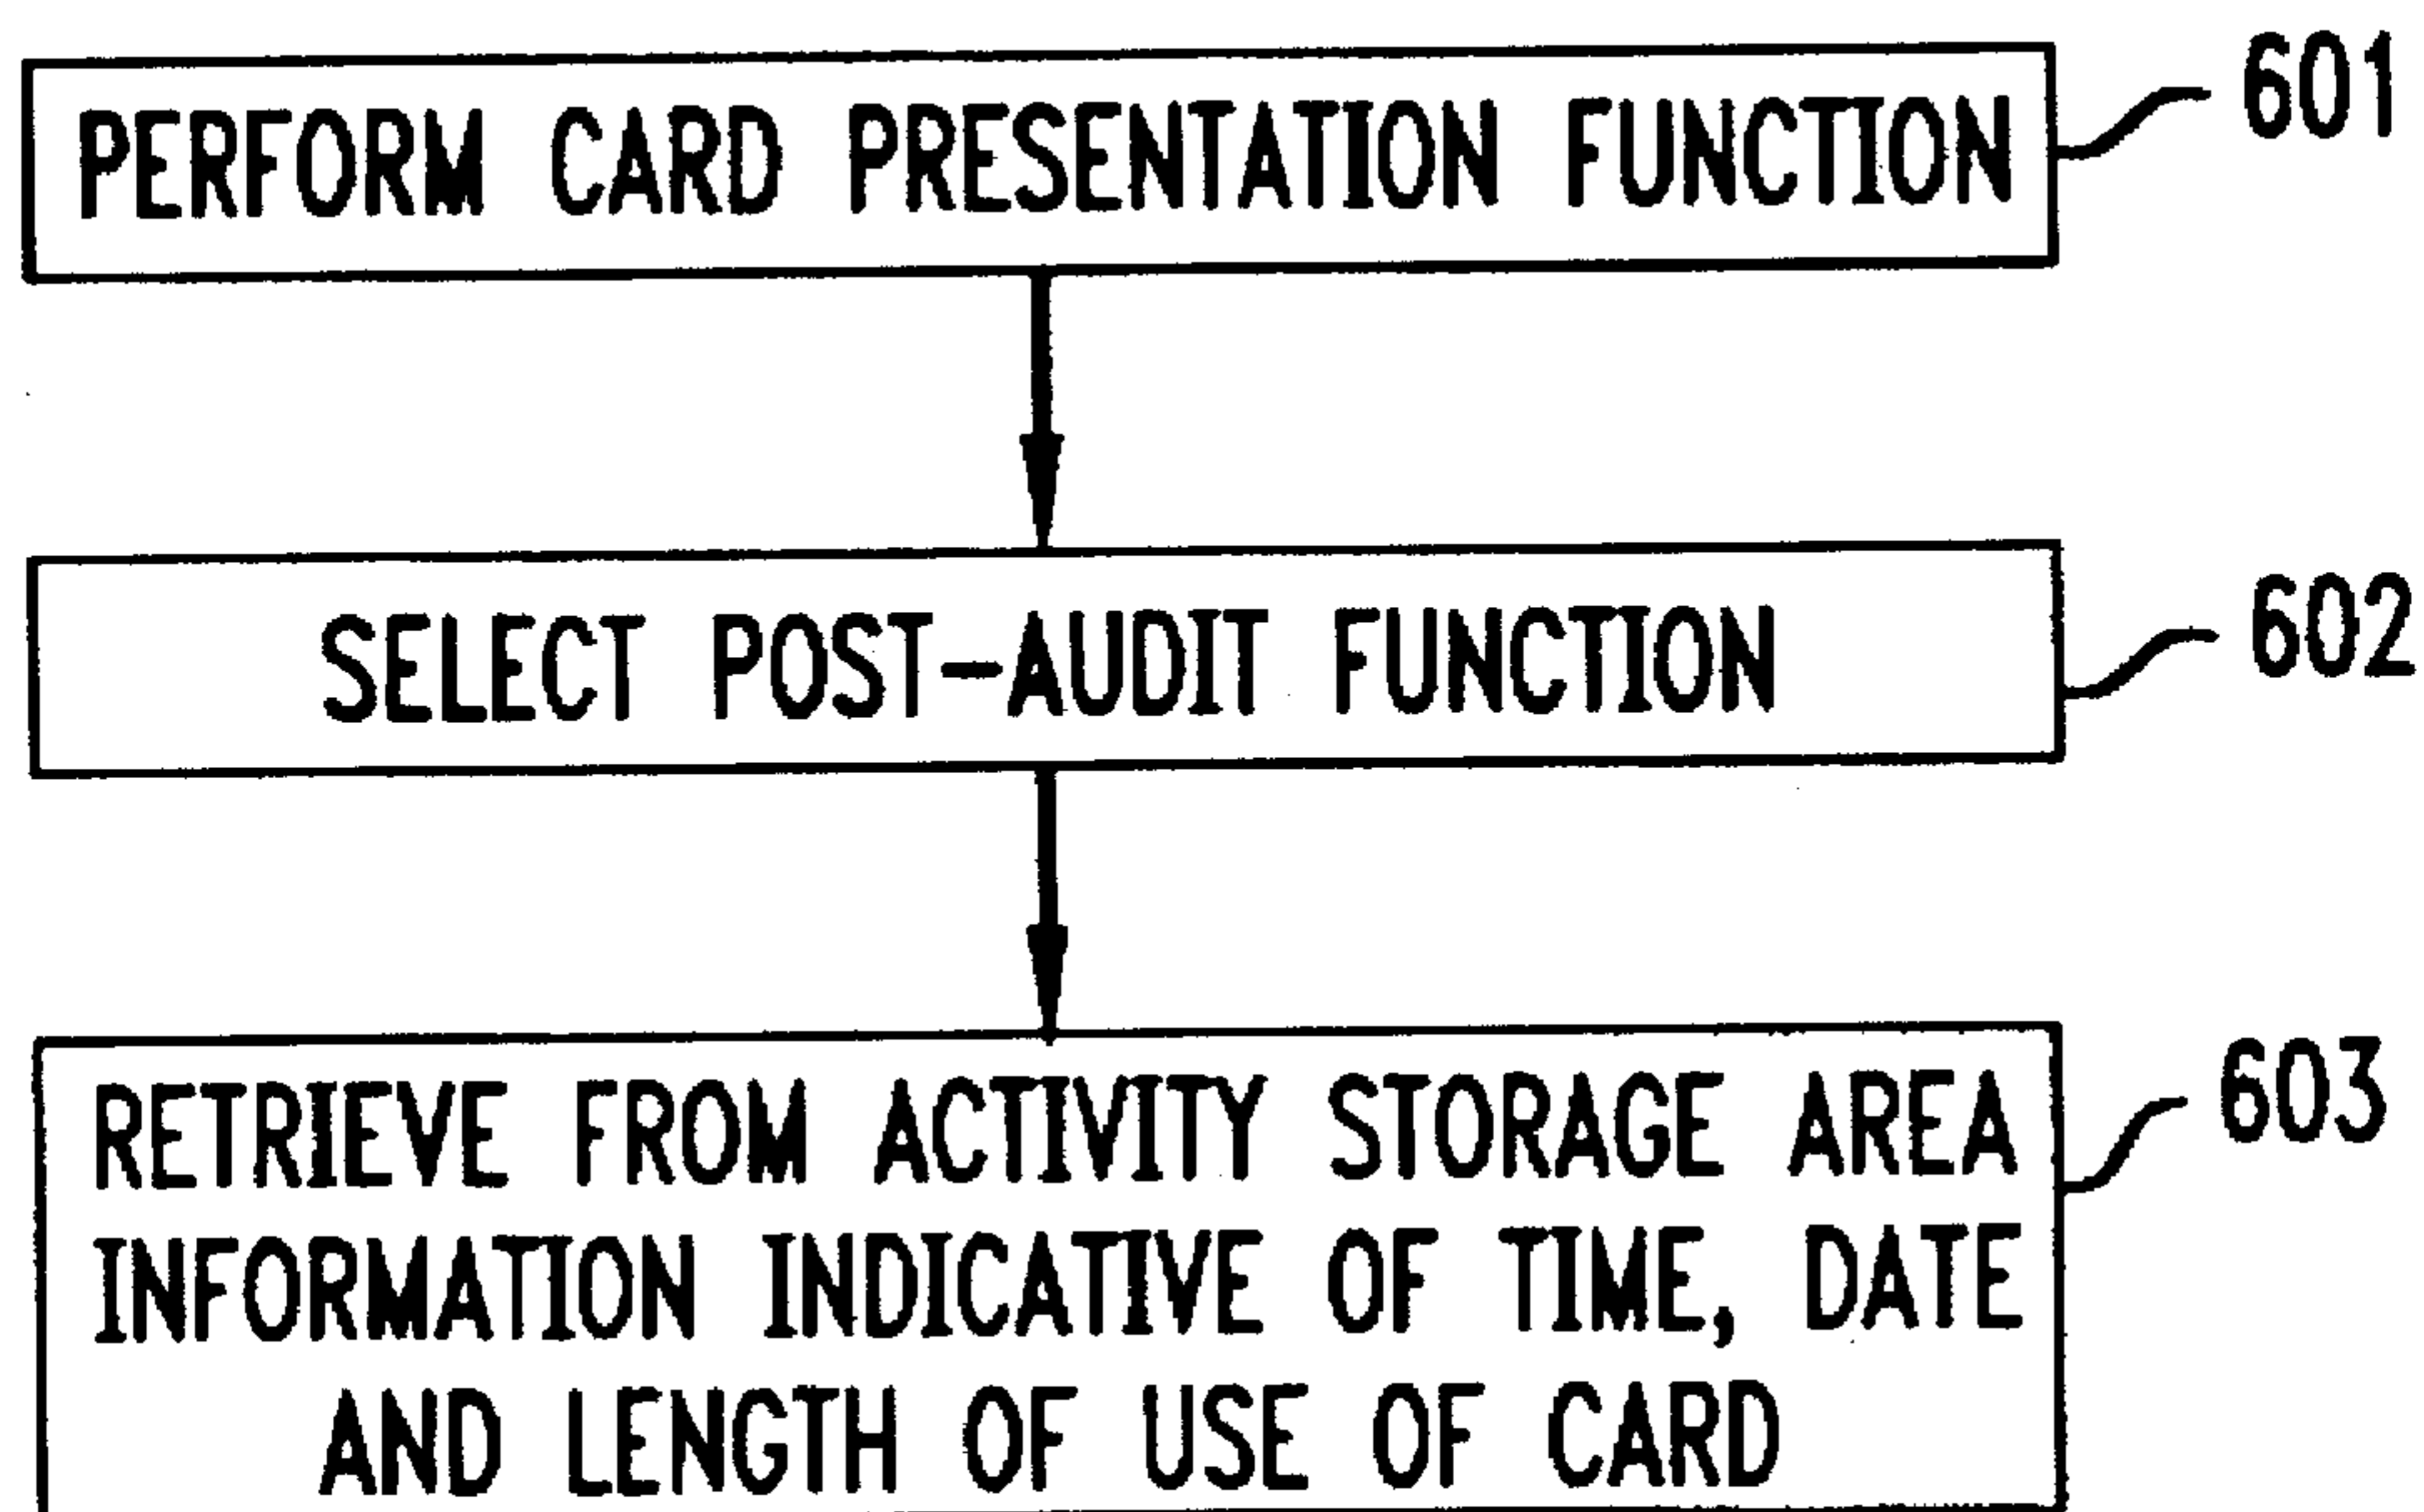 PERFORM CARD PRESENTATION FUNCTION
601
SELECT POST-AUDIT FUNCTION
602
RETRIEVE FROM ACTIVITY STORAGE AREA
603
INFORMATION INDICATIVE OF TIME, DATE
AND LENGTH OF USE OF CARD